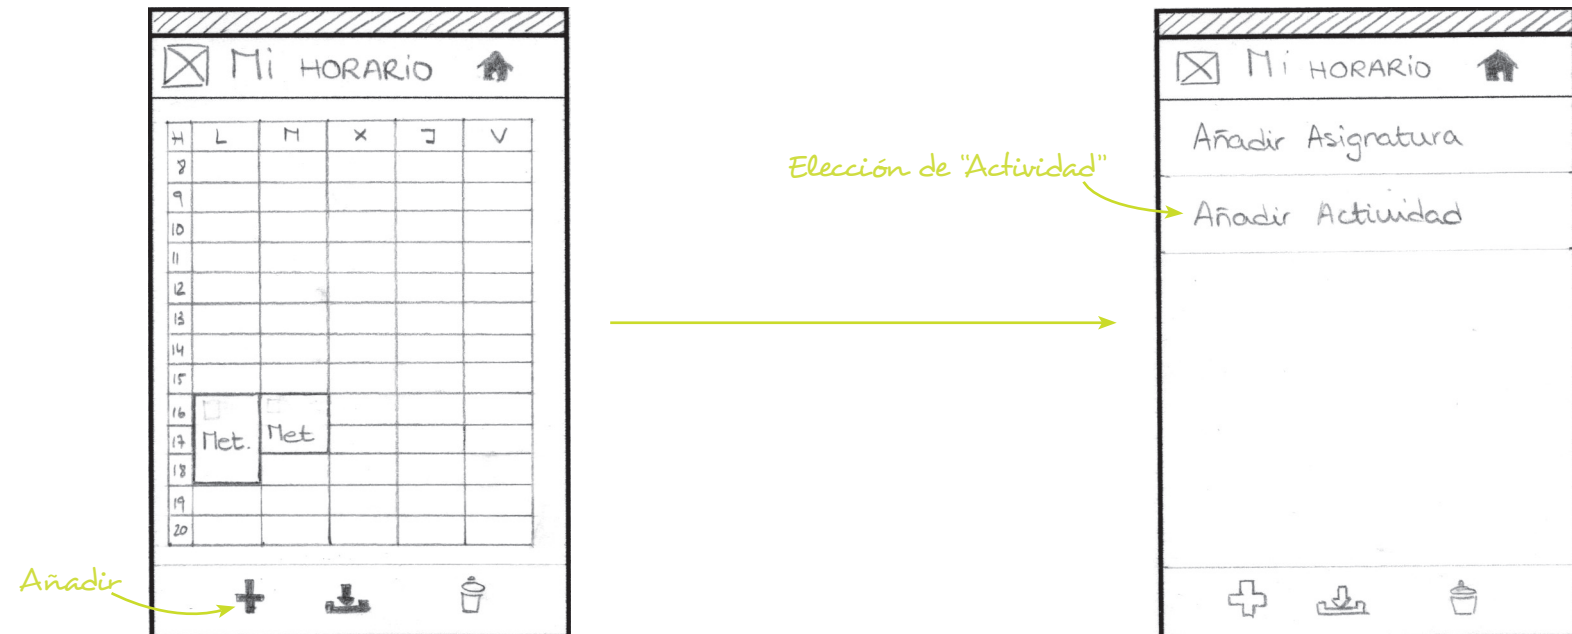 Mi HORARiO
H L M X J V
8
9
10
11
12
13
14
15
16
17 Met. Met
18
19
20
Añadir
Elección de "Actividad"
Mi HORARiO
Añadir Asignatura
Añadir Actividad